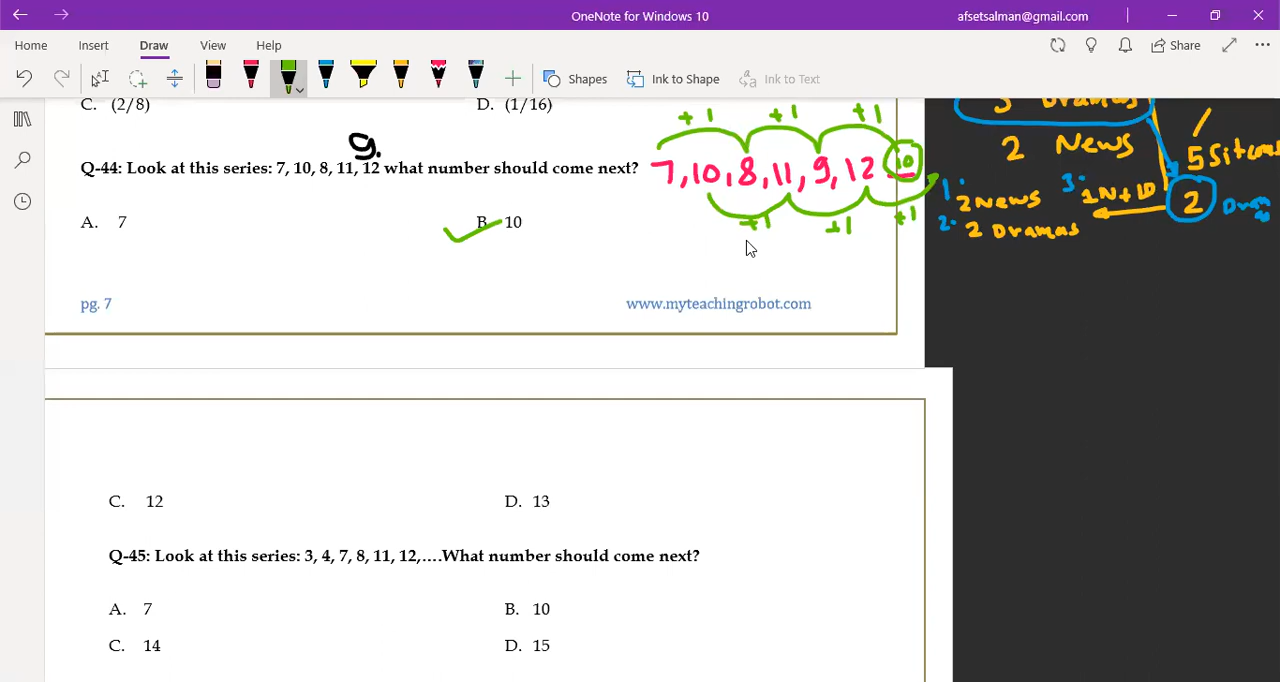 OneNote for Windows 10
afsetsalman@gmail.com
Home Insert Draw View Help
Share
Shapes
Ink to Shape
Ink to Text
C. (2/8) D. (1/16)
9.
Q-44: Look at this series: 7, 10, 8, 11, 12 what number should come next?
A. 7 B. 10
+1 +1 +1
7,10,8,11,9,12 10
+1 +1 +1
3 Dramas
2 News
5 Sitcoms
1. 2 News
2. 2 Dramas
3. 1N+1D
2 Dramas
pg. 7 www.myteachingrobot.com
C. 12 D. 13
Q-45: Look at this series: 3, 4, 7, 8, 11, 12,....What number should come next?
A. 7 B. 10
C. 14 D. 15